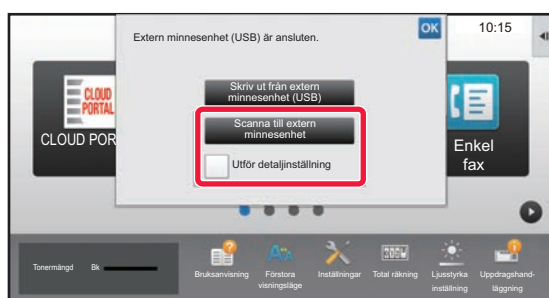 Extern minnesenhet (USB) är ansluten.
OK
10:15
Skriv ut från extern
minnesenhet (USB)
Scanna till extern
minnesenhet
Utför detaljinställning
CLOUD
PORTAL
CLOUD POR
Enkel
fax
Tonermängd
Bk
Bruksanvisning
Förstora
visningsläge
Inställningar
Total räkning
Ljusstyrka
inställning
Uppdragshand-
läggning